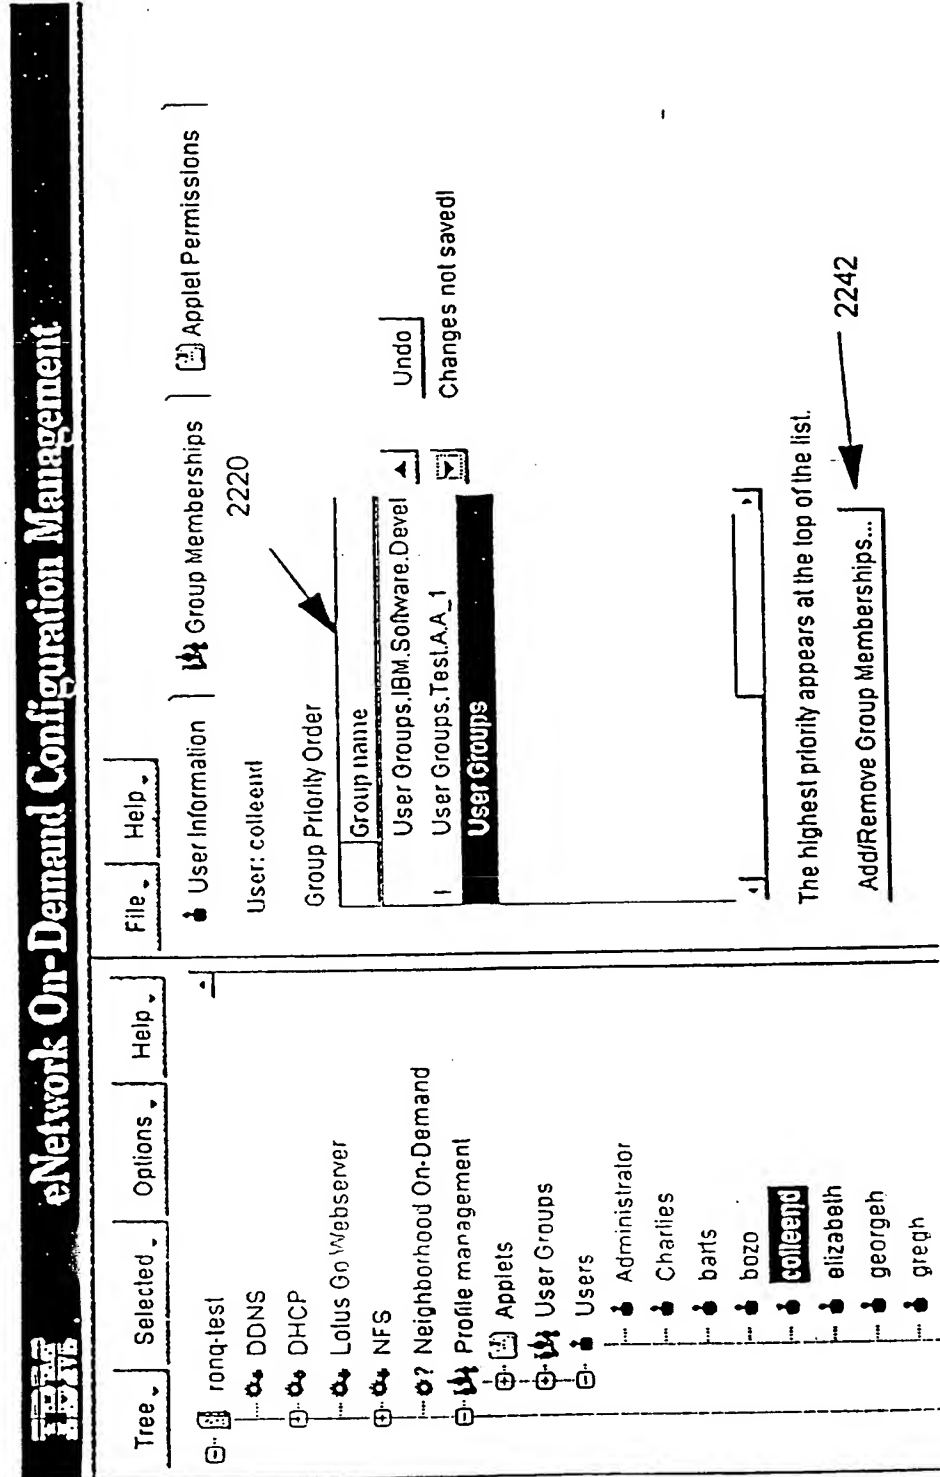 IBM
eNetwork On-Demand Configuration Management
Tree
Selected
Options
Help
ronq-test
DDNS
DHCP
Lotus Go Webserver
NFS
? Neighborhood On-Demand
Profile management
Applets
User Groups
Users
Administrator
Charlies
barts
bozo
colleend
elizabeth
georgeh
gregh
File
Help
User Information
Group Memberships
Applet Permissions
User: colleend
2220
Group Priority Order
Group name
User Groups.IBM.Software.Devel
User Groups.Test.A.A_1
User Groups
Undo
Changes not saved!
The highest priority appears at the top of the list.
Add/Remove Group Memberships...
2242